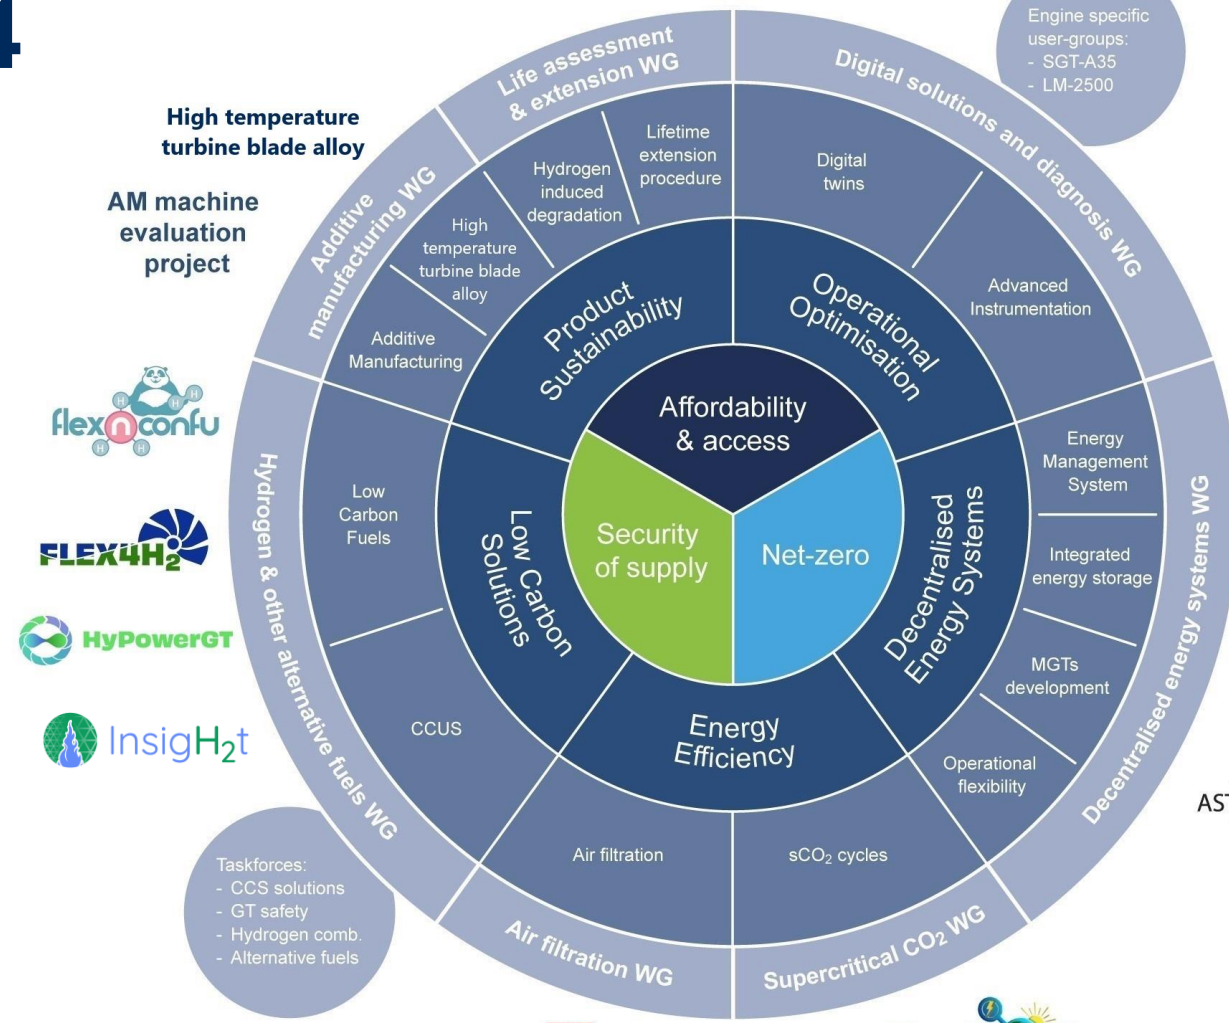 4
Engine specific
user-groups:
- SGT-A35
- LM-2500
High temperature
turbine blade alloy
AM machine
evaluation
project
flexnconfu
H
H
H
H
H
FLEX4H2
HyPowerGT
InsigH2t
Taskforces:
- CCS solutions
- GT safety
- Hydrogen comb.
- Alternative fuels
Life assessment
& extension WG
Digital solutions and diagnosis WG
Additive
manufacturing WG
Hydrogen & other alternative fuels WG
Decentralised energy systems WG
Air filtration WG
Supercritical CO2 WG
Lifetime
extension
procedure
Hydrogen
induced
degradation
High
temperature
turbine blade
alloy
Additive
Manufacturing
Digital
twins
Advanced
Instrumentation
Energy
Management
System
Integrated
energy storage
MGTs
development
Operational
flexibility
Low
Carbon
Fuels
CCUS
Air filtration
sCO2 cycles
Product
Sustainability
Operational
Optimisation
Low Carbon
Solutions
Decentralised
Energy Systems
Energy
Efficiency
Affordability
& access
Security
of supply
Net-zero
AST